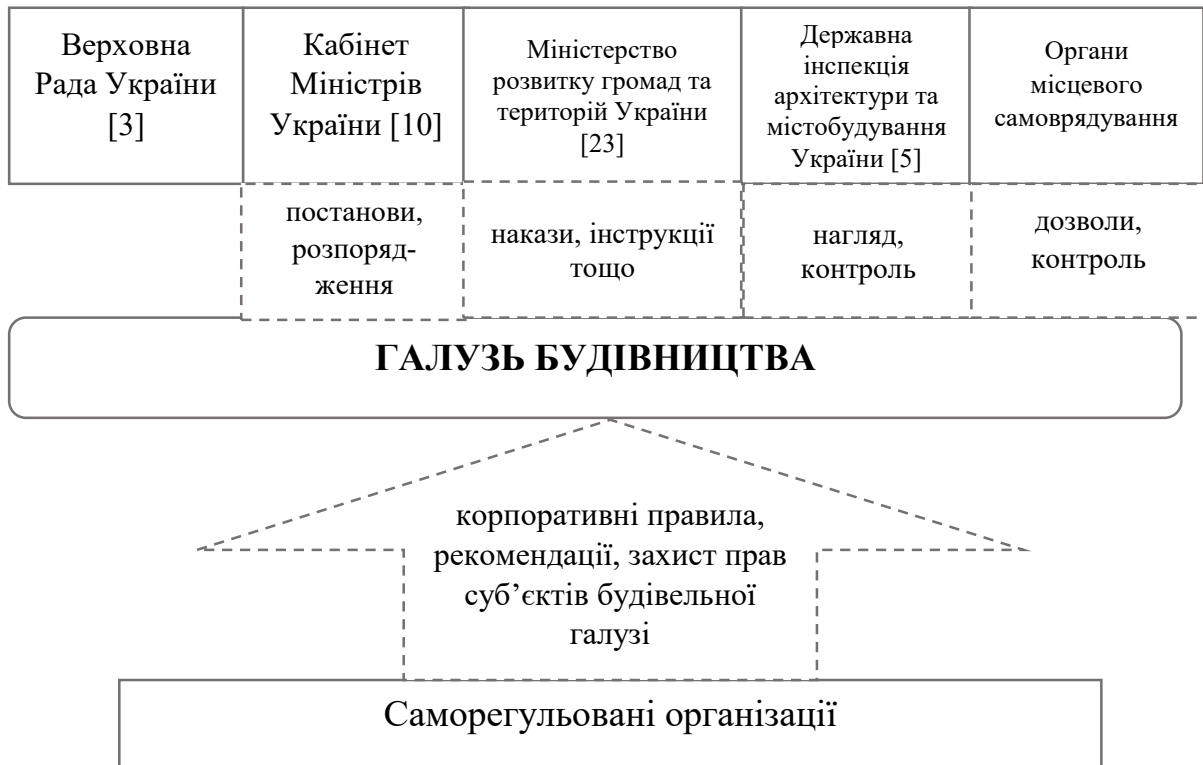 Верховна
Рада України
[3]
Кабінет
Міністрів
України [10]
Міністерство
розвитку громад та
територій України
[23]
Державна
інспекція
архітектури та
містобудування
України [5]
Органи
місцевого
самоврядування
постанови,
розпоряд-
ження
накази, інструкції
тощо
нагляд,
контроль
дозволи,
контроль
ГАЛУЗЬ БУДІВНИЦТВА
корпоративні правила,
рекомендації, захист прав
суб’єктів будівельної
галузі
Саморегульовані організації